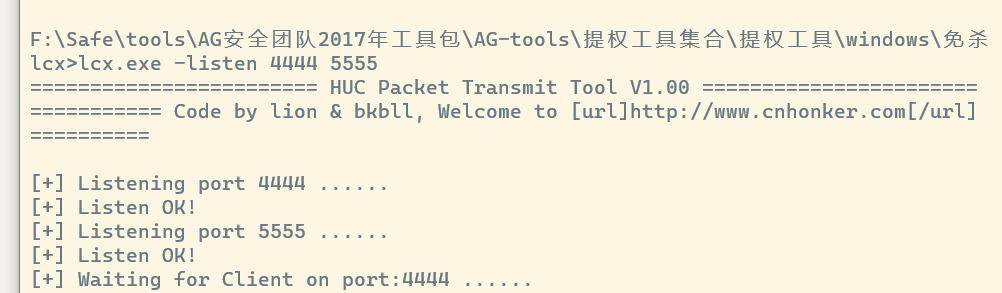 F:\Safe\tools\AG安全团队2017年工具包\AG-tools\提权工具集合\提权工具\windows\免杀
lcx>lcx.exe -listen 4444 5555
======================== HUC Packet Transmit Tool V1.00 =======================
=========== Code by lion & bkbll, Welcome to [url]http://www.cnhonker.com[/url]
==========
[+] Listening port 4444 ......
[+] Listen OK!
[+] Listening port 5555 ......
[+] Listen OK!
[+] Waiting for Client on port:4444 ......